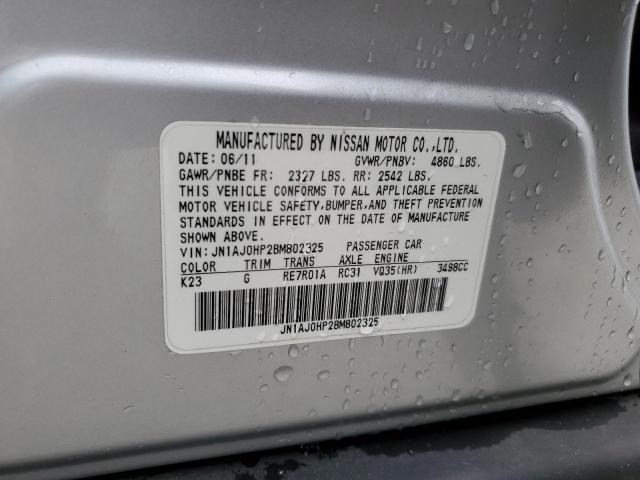 MANUFACTURED BY NISSAN MOTOR CO.,LTD.
DATE: 06/11 GVWR/PNBV: 4860 LBS.
GAWR/PNBE FR: 2327 LBS. RR: 2542 LBS.
THIS VEHICLE CONFORMS TO ALL APPLICABLE FEDERAL
MOTOR VEHICLE SAFETY,BUMPER,AND THEFT PREVENTION
STANDARDS IN EFFECT ON THE DATE OF MANUFACTURE
SHOWN ABOVE.
VIN: JN1AJ0HP2BM802325 PASSENGER CAR
COLOR TRIM TRANS AXLE ENGINE
K23 G RE7R01A RC31 VQ35(HR) 3498CC
JN1AJ0HP2BM802325